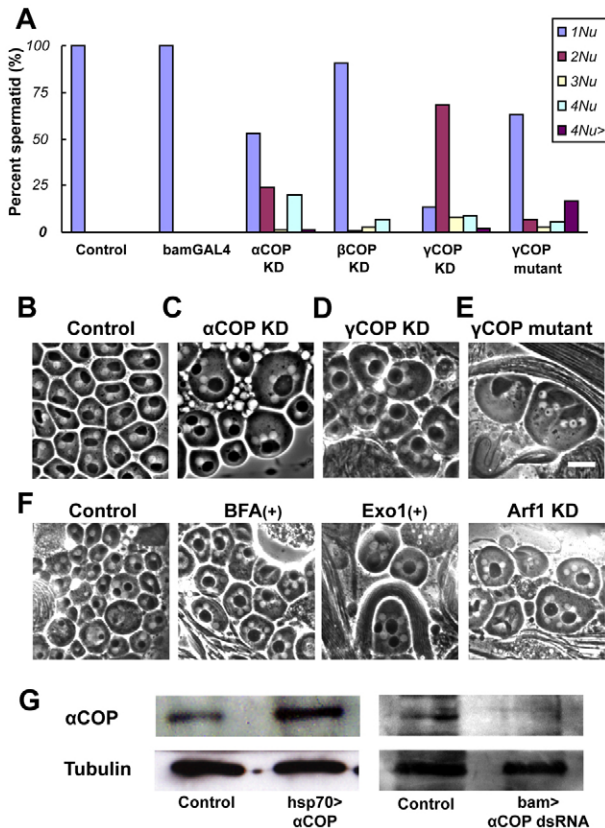 A
Percent spermatid (%)
100
75
50
25
0
1Nu
2Nu
3Nu
4Nu
4Nu>
Control
bamGAL4
αCOP KD
βCOP KD
γCOP KD
γCOP mutant
B
Control
C
αCOP KD
D
γCOP KD
E
γCOP mutant
F
Control
BFA(+)
Exo1(+)
Arf1 KD
G
αCOP
Tubulin
Control
hsp70>
αCOP
Control
bam>
αCOP dsRNA